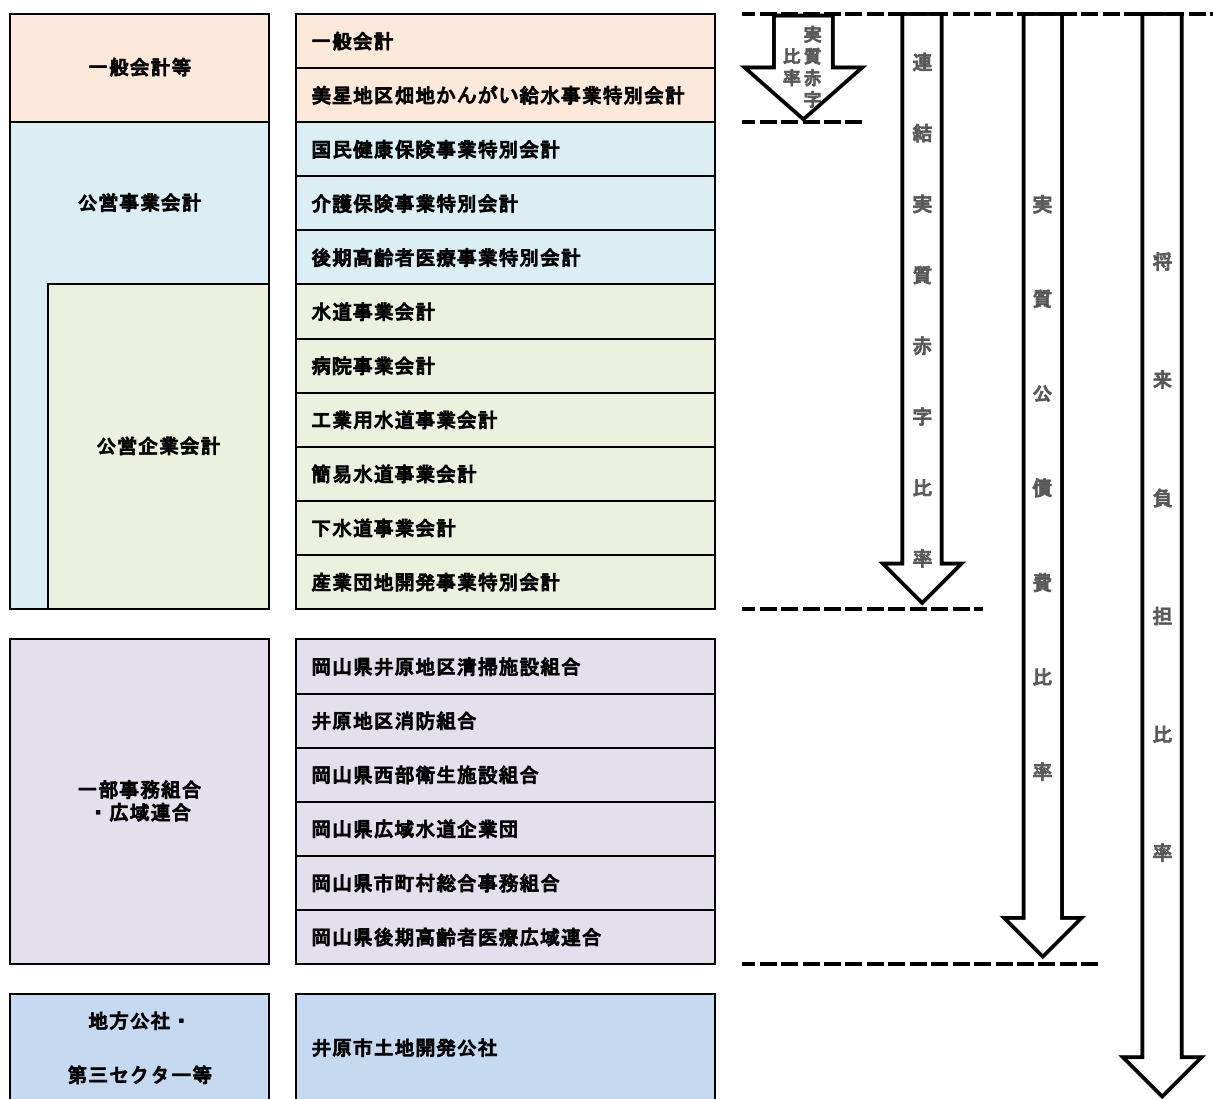 一般会計等
一般会計
美星地区畑地かんがい給水事業特別会計
公営事業会計
国民健康保険事業特別会計
介護保険事業特別会計
後期高齢者医療事業特別会計
公営企業会計
水道事業会計
病院事業会計
工業用水道事業会計
簡易水道事業会計
下水道事業会計
産業団地開発事業特別会計
一部事務組合
・広域連合
岡山県井原地区清掃施設組合
井原地区消防組合
岡山県西部衛生施設組合
岡山県広域水道企業団
岡山県市町村総合事務組合
岡山県後期高齢者医療広域連合
地方公社・
第三セクター等
井原市土地開発公社
実質赤字
比率
連結実質赤字比率
実質公債費比率
将来負担比率